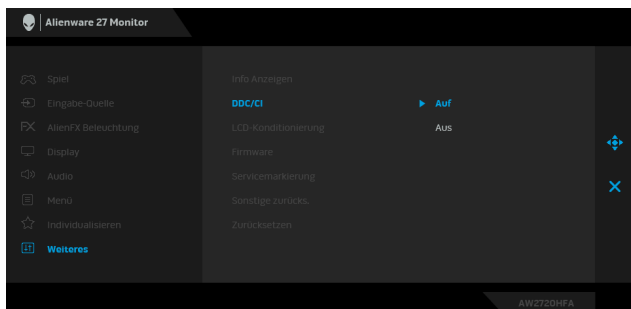 Alienware 27 Monitor
Spiel
Info Anzeigen
Eingabe-Quelle
DDC/CI
Auf
FX AlienFX Beleuchtung
LCD-Konditionierung
Aus
Display
Firmware
Audio
Servicemarkierung
Menü
Sonstige zurücks.
Individualisieren
Zurücksetzen
Weiteres
AW2720HFA